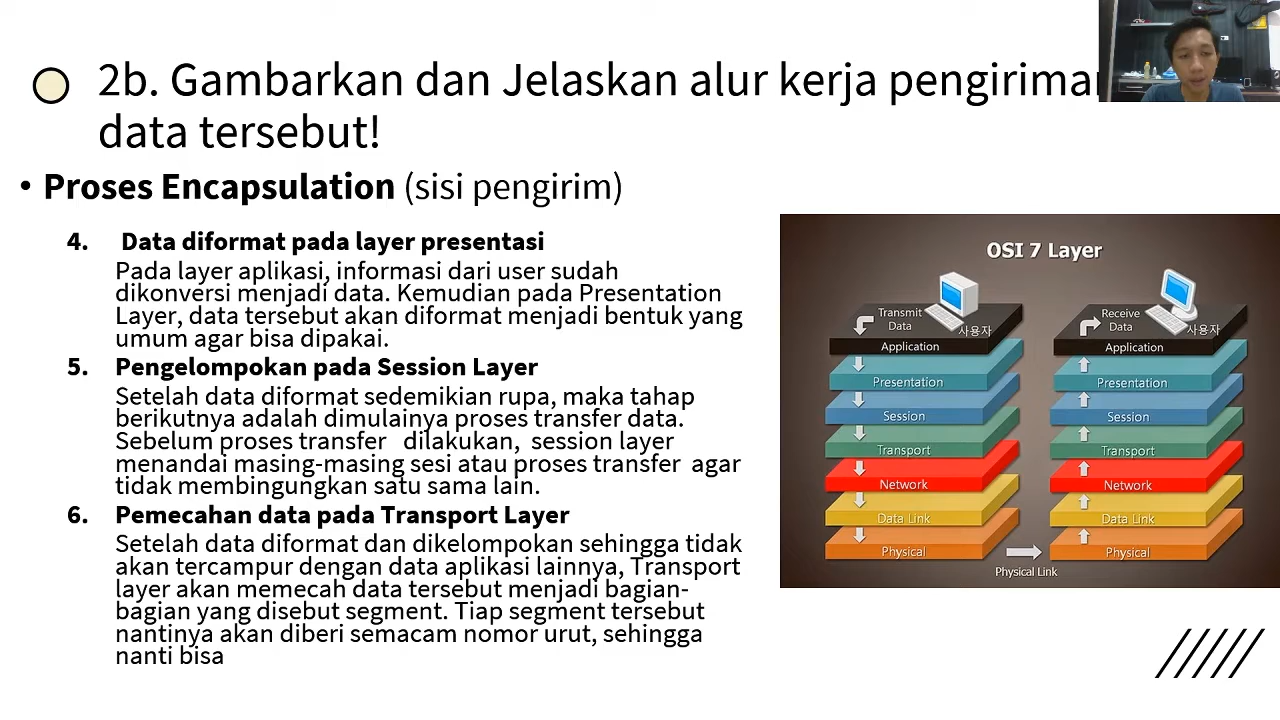 2b. Gambarkan dan Jelaskan alur kerja pengiriman
data tersebut!
• Proses Encapsulation (sisi pengirim)
4. Data diformat pada layer presentasi
Pada layer aplikasi, informasi dari user sudah
dikonversi menjadi data. Kemudian pada Presentation
Layer, data tersebut akan diformat menjadi bentuk yang
umum agar bisa dipakai.
5. Pengelompokan pada Session Layer
Setelah data diformat sedemikian rupa, maka tahap
berikutnya adalah dimulainya proses transfer data.
Sebelum proses transfer dilakukan, session layer
menandai masing-masing sesi atau proses transfer agar
tidak membingungkan satu sama lain.
6. Pemecahan data pada Transport Layer
Setelah data diformat dan dikelompokan sehingga tidak
akan tercampur dengan data aplikasi lainnya, Transport
layer akan memecah data tersebut menjadi bagian-
bagian yang disebut segment. Tiap segment tersebut
nantinya akan diberi semacam nomor urut, sehingga
nanti bisa
OSI 7 Layer
Transmit
Data
사용자
Application
Presentation
Session
Transport
Network
Data Link
Physical
Receive
Data
사용자
Application
Presentation
Session
Transport
Network
Data Link
Physical
Physical Link